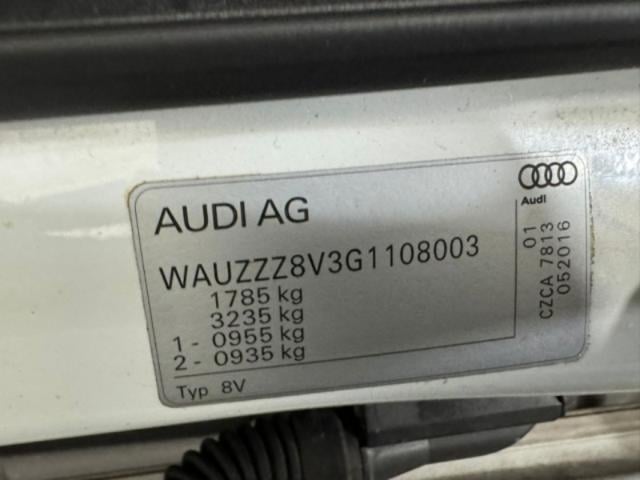 AUDI AG
Audi
WAUZZZ8V3G1108003
1785 kg
3235 kg
1 - 0955 kg
2 - 0935 kg
Typ 8V
01
CZCA 7813
052016